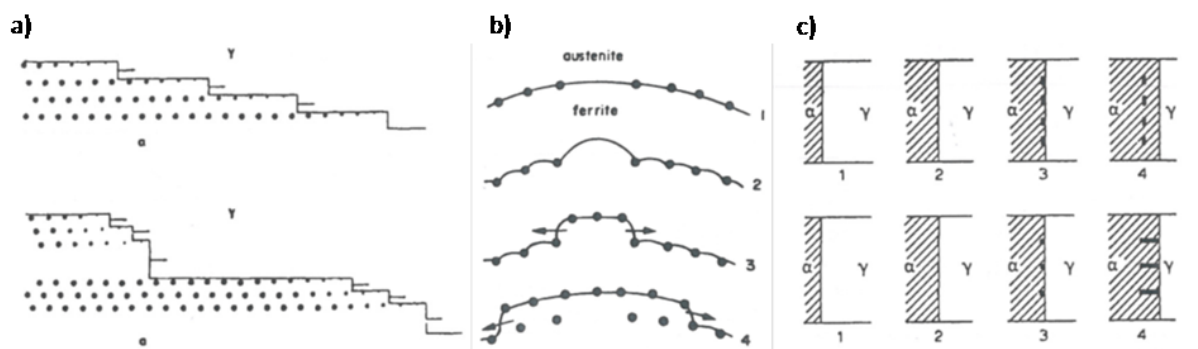 a)
γ
α
γ
α
b)
austenite
ferrite
1
2
3
4
c)
α γ α γ α γ α γ
1 2 3 4
α γ α γ α γ α γ
1 2 3 4